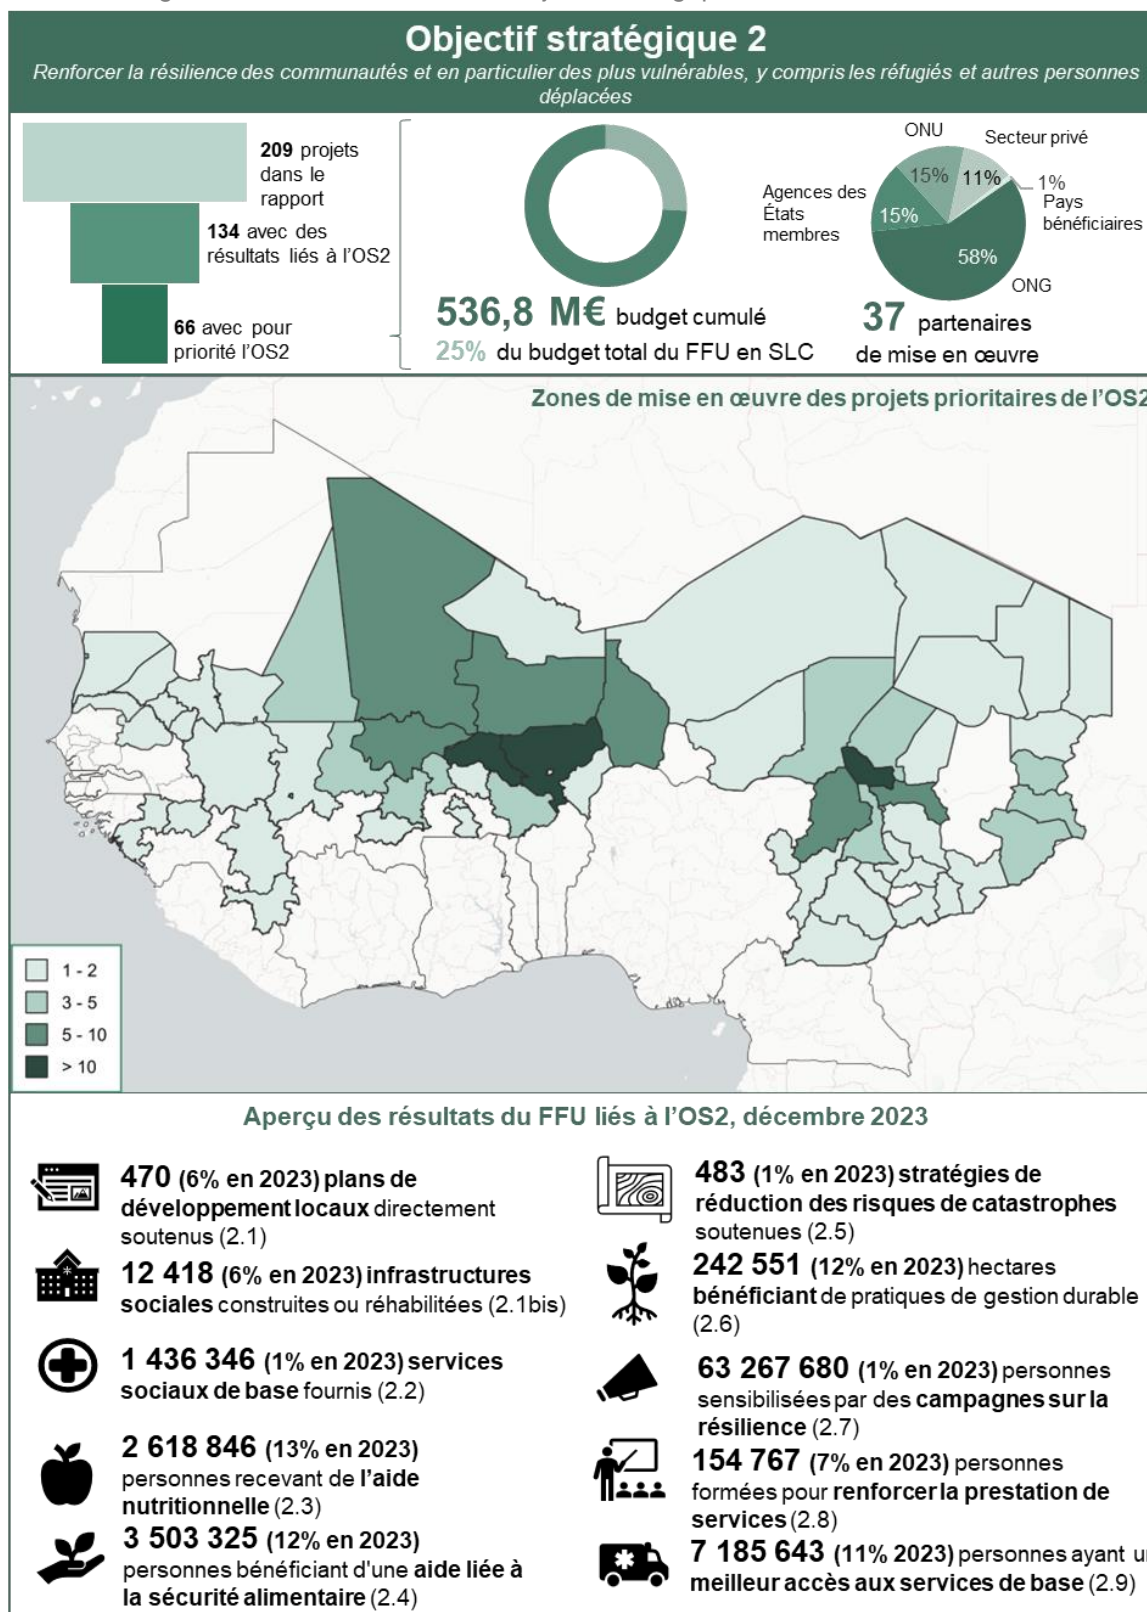 Objectif stratégique 2
Renforcer la résilience des communautés et en particulier des plus vulnérables, y compris les réfugiés et autres personnes
déplacées
209 projets
dans le
rapport
134 avec des
résultats liés à l'OS2
66 avec pour
priorité l'OS2
536,8 M€ budget cumulé
25% du budget total du FFU en SLC
ONU
Secteur privé
15%
11%
1%
Agences des
États
membres
Pays
bénéficiaires
15%
58%
ONG
37 partenaires
de mise en œuvre
Zones de mise en œuvre des projets prioritaires de l'OS2
1 - 2
3 - 5
5 - 10
> 10
Aperçu des résultats du FFU liés à l'OS2, décembre 2023
470 (6% en 2023) plans de
développement locaux directement
soutenus (2.1)
12 418 (6% en 2023) infrastructures
sociales construites ou réhabilitées (2.1bis)
1 436 346 (1% en 2023) services
sociaux de base fournis (2.2)
2 618 846 (13% en 2023)
personnes recevant de l'aide
nutritionnelle (2.3)
3 503 325 (12% en 2023)
personnes bénéficiant d'une aide liée à
la sécurité alimentaire (2.4)
483 (1% en 2023) stratégies de
réduction des risques de catastrophes
soutenues (2.5)
242 551 (12% en 2023) hectares
bénéficiant de pratiques de gestion durable
(2.6)
63 267 680 (1% en 2023) personnes
sensibilisées par des campagnes sur la
résilience (2.7)
154 767 (7% en 2023) personnes
formées pour renforcer la prestation de
services (2.8)
7 185 643 (11% 2023) personnes ayant
meilleur accès aux services de base (2.9)